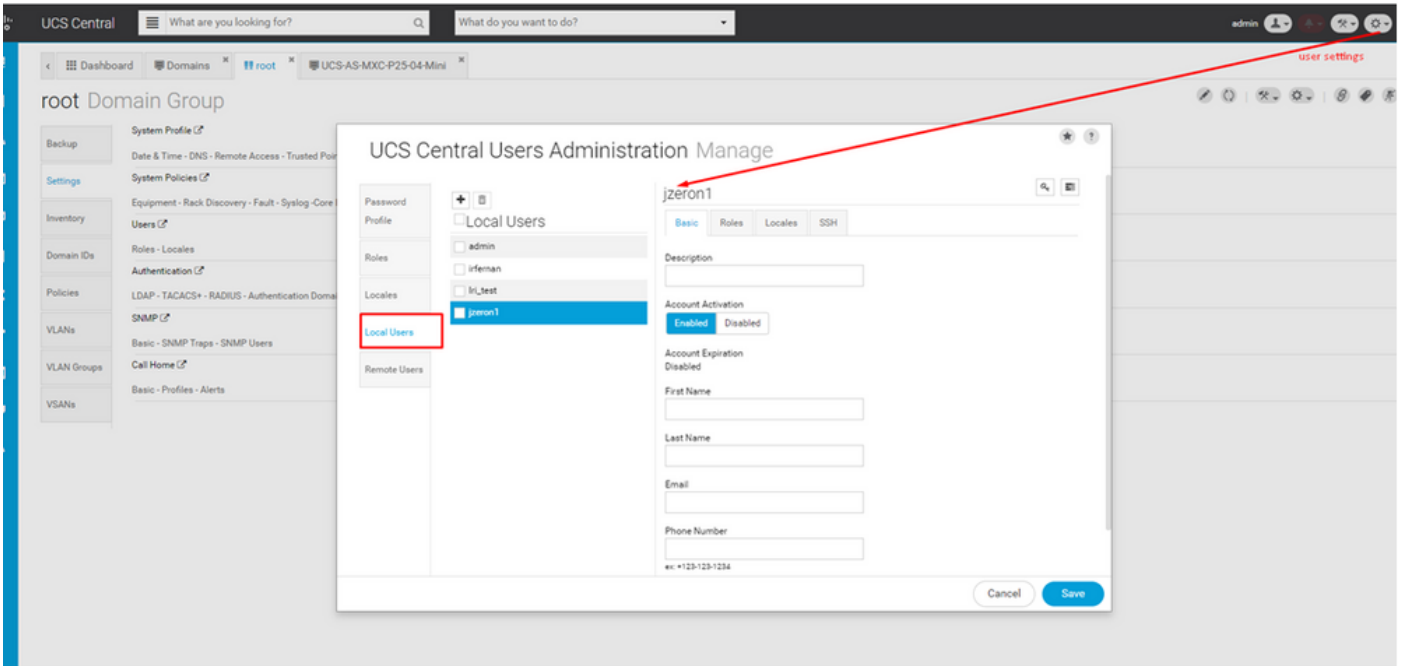 UCS Central
What are you looking for?
What do you want to do?
admin
user settings
Dashboard
Domains
root
UCS-AS-MXC-P25-04-Mini
root Domain Group
Backup
Settings
Inventory
Domain IDs
Policies
VLANs
VLAN Groups
VSANs
System Profile
Date & Time - DNS - Remote Access - Trusted Poin
System Policies
Equipment - Rack Discovery - Fault - Syslog -Core
Users
Roles - Locales
Authentication
LDAP - TACACS+ - RADIUS - Authentication Domai
SNMP
Basic - SNMP Traps - SNMP Users
Call Home
Basic - Profiles - Alerts
UCS Central Users Administration Manage
Password
Profile
Roles
Locales
Local Users
Remote Users
Local Users
admin
irfernan
lri_test
jzeron1
jzeron1
Basic
Roles
Locales
SSH
Description
Account Activation
Enabled
Disabled
Account Expiration
Disabled
First Name
Last Name
Email
Phone Number
ex: +123-123-1234
Cancel
Save